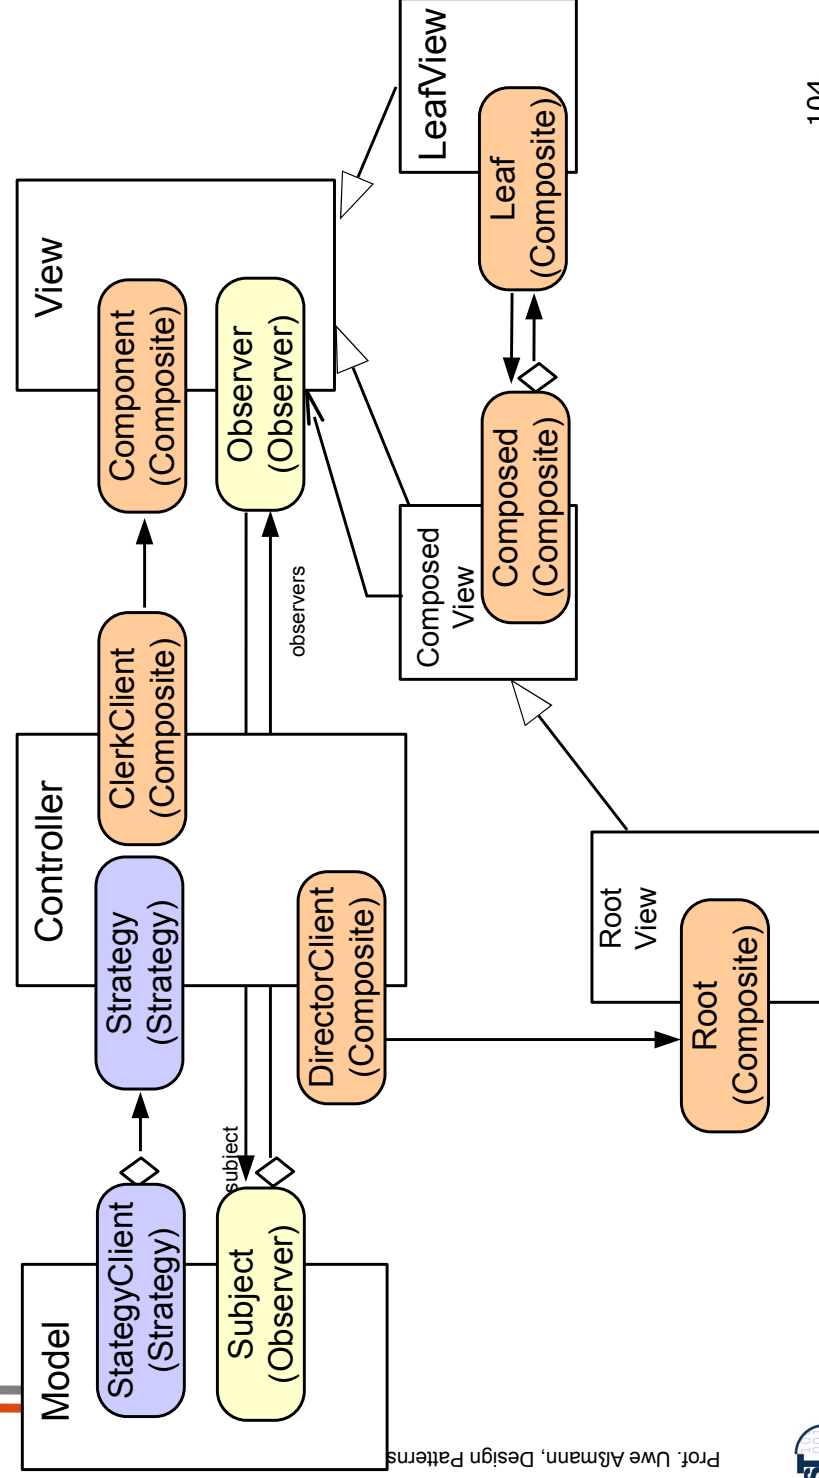 Model
StategyClient
(Strategy)
Subject
(Observer)
subject
Controller
Strategy
(Strategy)
ClerkClient
(Composite)
DirectorClient
(Composite)
observers
View
Component
(Composite)
Observer
(Observer)
Root
View
Root
(Composite)
Composed
View
Composed
(Composite)
LeafView
Leaf
(Composite)
Prof. Uwe Aßmann, Design Patterns
104